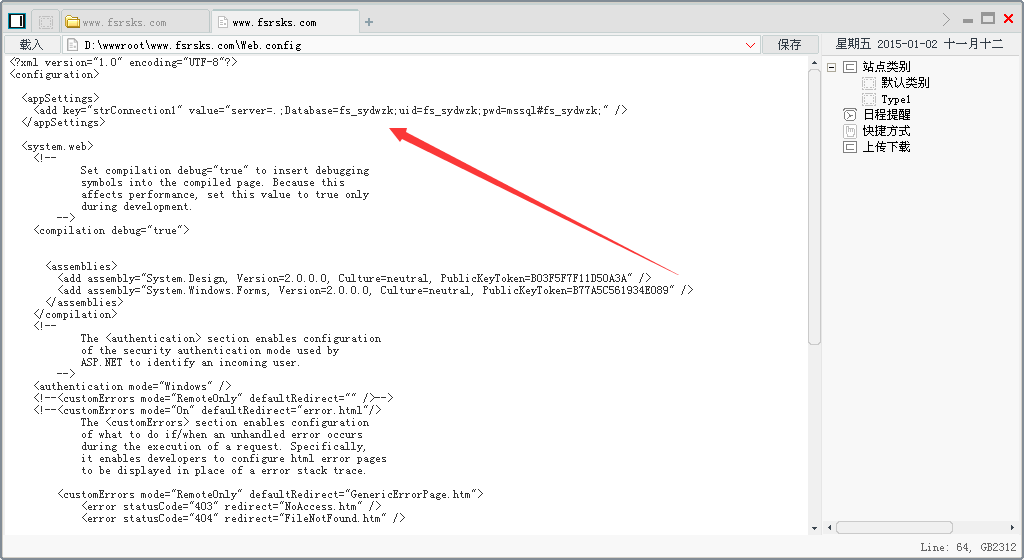 www.fsrsks.com
www.fsrsks.com
载入
D:\wwwroot\www.fsrsks.com\Web.config
保存
星期五 2015-01-02 十一月十二
<?xml version="1.0" encoding="UTF-8"?>
<configuration>
<appSettings>
<add key="strConnection1" value="server=.;Database=fs_sydwzk;uid=fs_sydwzk;pwd=mssql#fs_sydwzk;" />
</appSettings>
<system.web>
<!--
Set compilation debug="true" to insert debugging
symbols into the compiled page. Because this
affects performance, set this value to true only
during development.
-->
<compilation debug="true">
<assemblies>
<add assembly="System.Design, Version=2.0.0.0, Culture=neutral, PublicKeyToken=B03F5F7F11D50A3A" />
<add assembly="System.Windows.Forms, Version=2.0.0.0, Culture=neutral, PublicKeyToken=B77A5C561934E089" />
</assemblies>
</compilation>
<!--
The <authentication> section enables configuration
of the security authentication mode used by
ASP.NET to identify an incoming user.
-->
<authentication mode="Windows" />
<!--<customErrors mode="RemoteOnly" defaultRedirect="" />-->
<!--<customErrors mode="On" defaultRedirect="error.html"/>
The <customErrors> section enables configuration
of what to do if/when an unhandled error occurs
during the execution of a request. Specifically,
it enables developers to configure html error pages
to be displayed in place of a error stack trace.
<customErrors mode="RemoteOnly" defaultRedirect="GenericErrorPage.htm">
<error statusCode="403" redirect="NoAccess.htm" />
<error statusCode="404" redirect="FileNotFound.htm" />
站点类别
默认类别
Type1
日程提醒
快捷方式
上传下载
Line: 64, GB2312